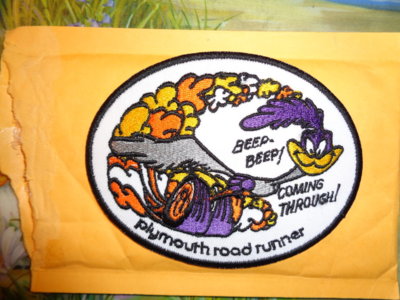 BEEP-
BEEP!
COMING
THROUGH!
plymouth road runner